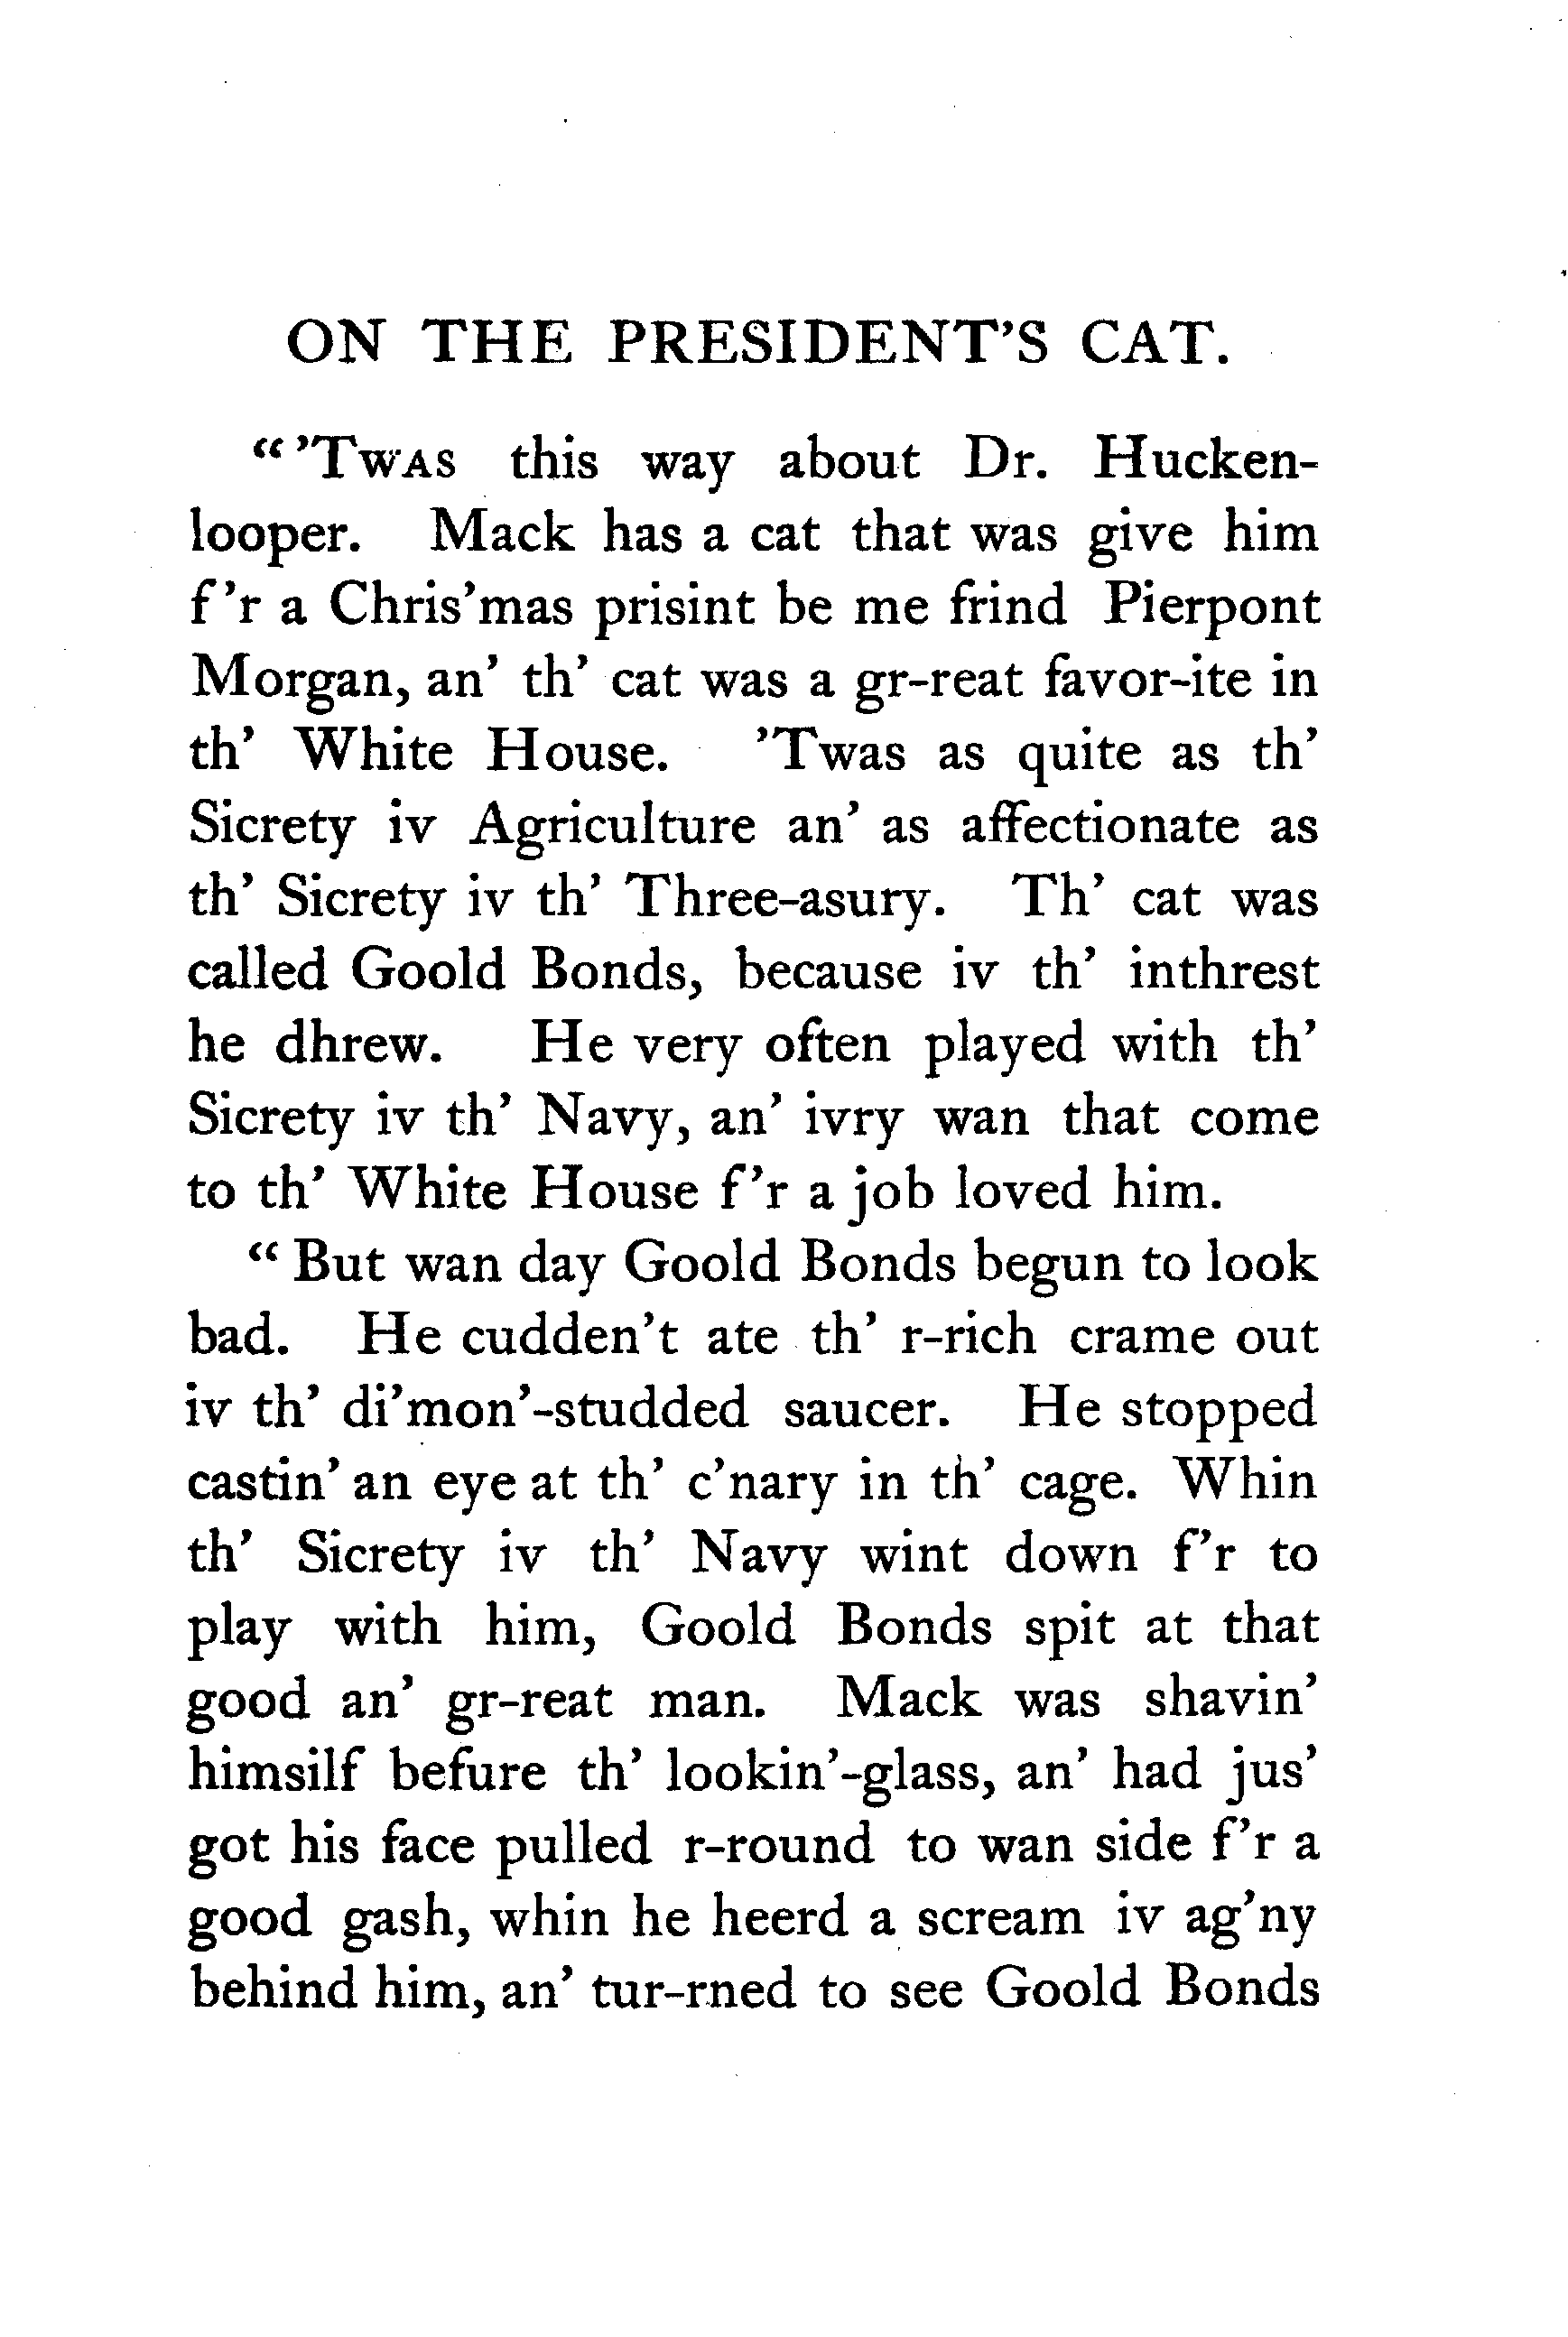 ON THE PRESIDENT'S CAT.
“ ’TWAS this way about Dr. Hucken-
looper. Mack has a cat that was give him
f’r a Chris’mas prisint be me frind Pierpont
Morgan, an’ th’ cat was a gr-reat favor-ite in
th’ White House. ’Twas as quite as th’
Sicrety iv Agriculture an’ as affectionate as
th’ Sicrety iv th’ Three-asury. Th’ cat was
called Goold Bonds, because iv th’ inthrest
he dhrew. He very often played with th’
Sicrety iv th’ Navy, an’ ivry wan that come
to th’ White House f’r a job loved him.
“ But wan day Goold Bonds begun to look
bad. He cudden’t ate th’ r-rich crame out
iv th’ di’mon’-studded saucer. He stopped
castin’ an eye at th’ c’nary in th’ cage. Whin
th’ Sicrety iv th’ Navy wint down f’r to
play with him, Goold Bonds spit at that
good an’ gr-reat man. Mack was shavin’
himsilf befure th’ lookin’-glass, an’ had jus’
got his face pulled r-round to wan side f’r a
good gash, whin he heerd a scream iv ag’ny
behind him, an’ tur-rned to see Goold Bonds